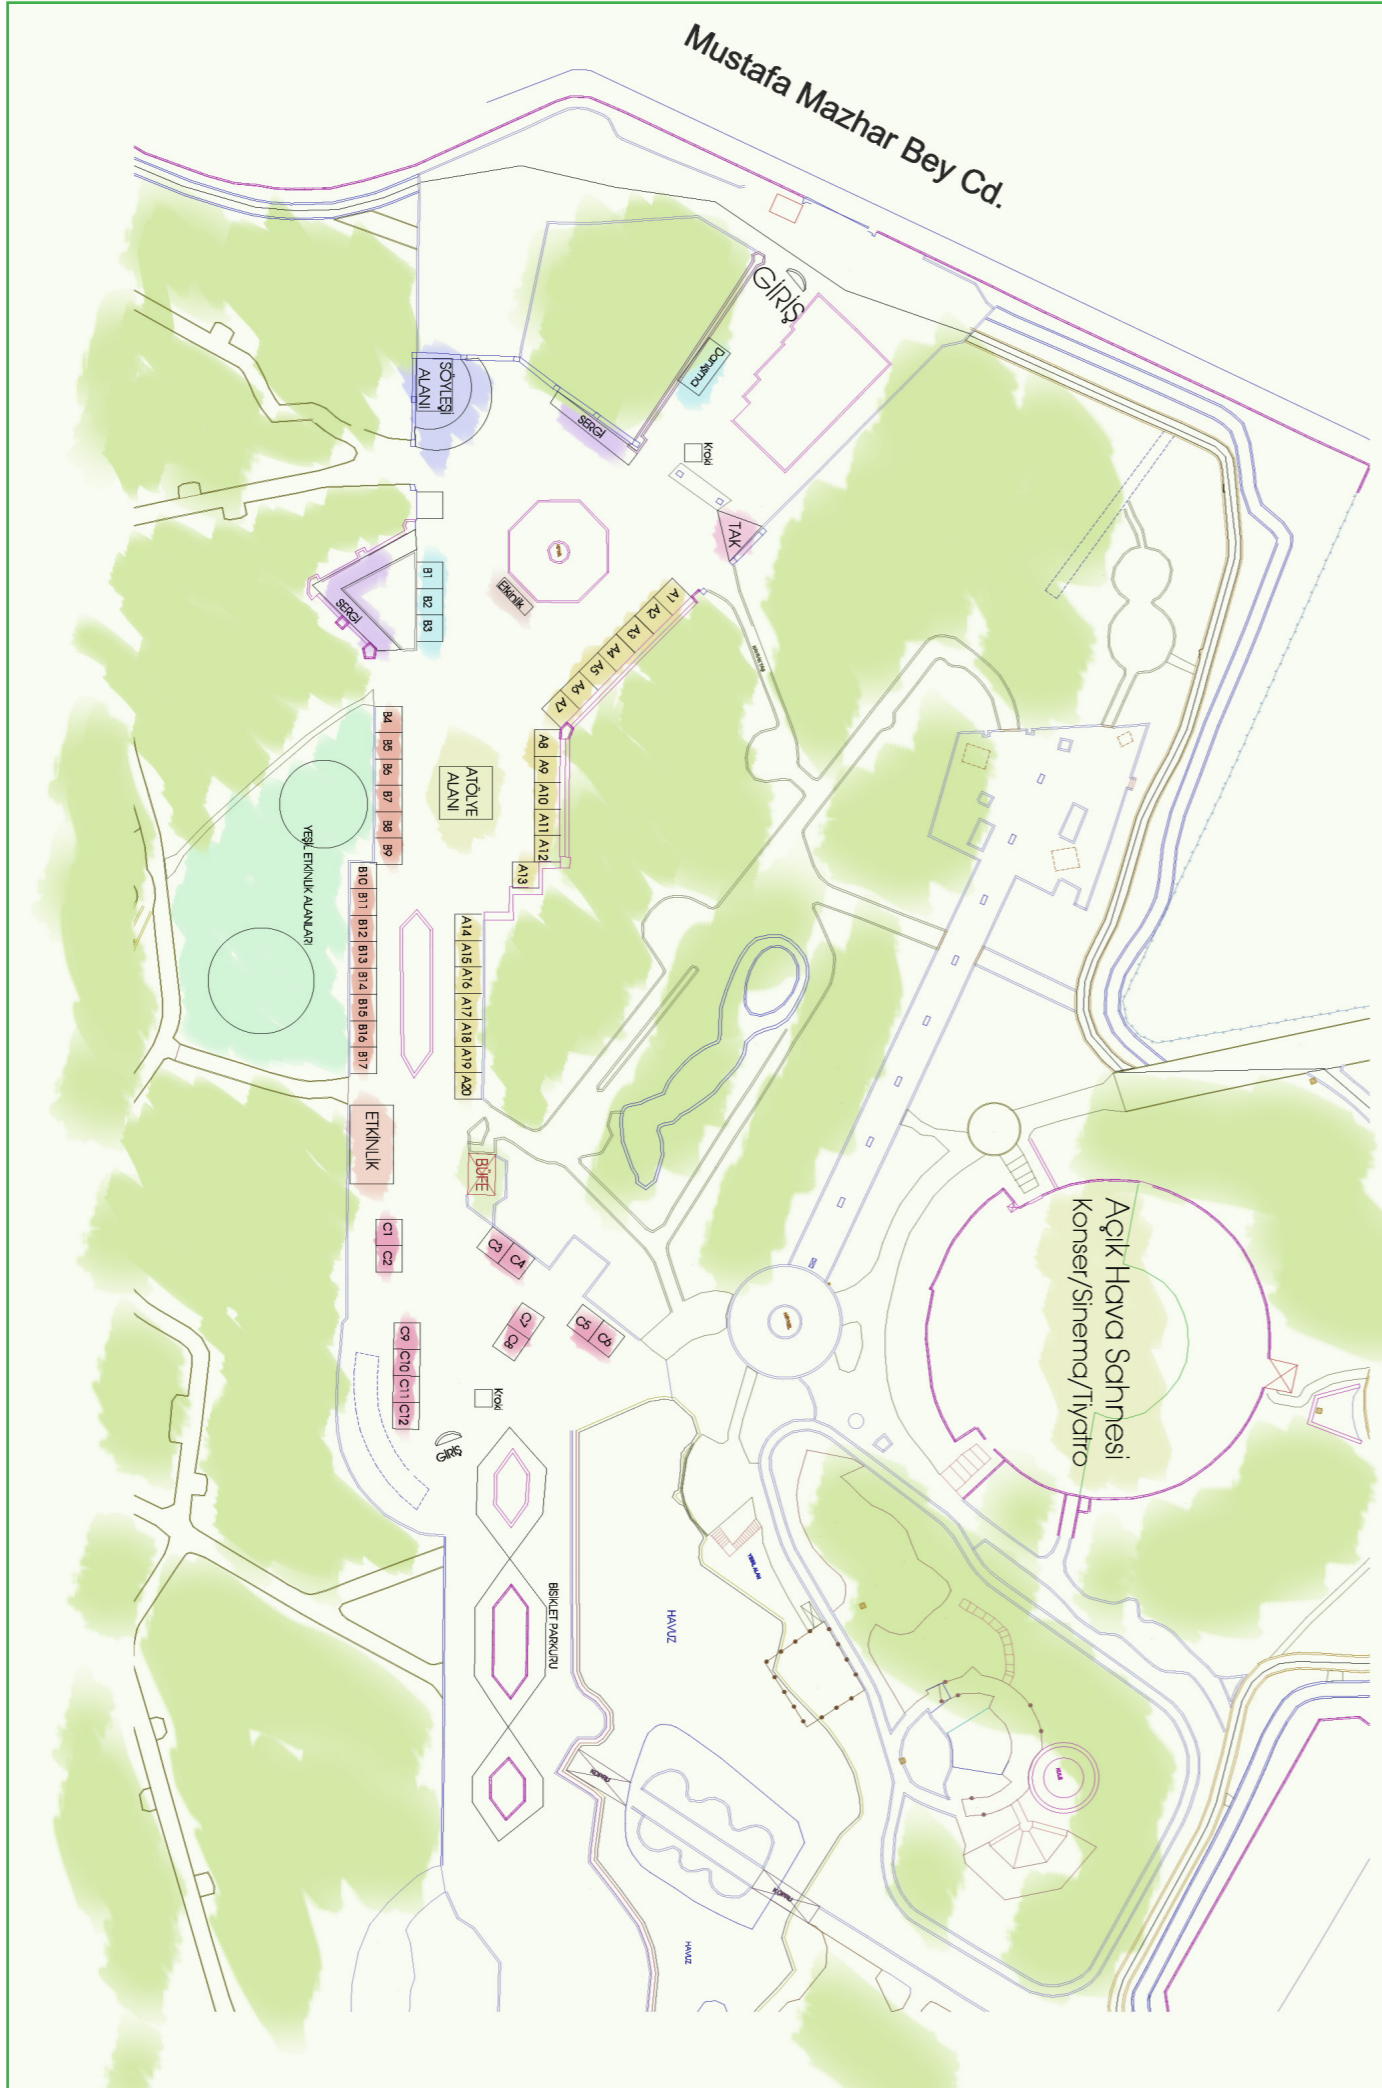 Mustafa Mazhar Bey Cd.
GİRİŞ
Danışma
SÖYLEŞİ
ALANI
SERGİ
Kroki
TAK
Etkinlik
B1
B2
B3
SERGİ
A1
A2
A3
A4
A5
A6
A7
B4
B5
B6
B7
B8
B9
ATÖLYE
ALANI
A8
A9
A10
A11
A12
A13
YEŞİL ETKİNLİK ALANLARI
B10
B11
B12
B13
B14
B15
B16
B17
A14
A15
A16
A17
A18
A19
A20
ETKİNLİK
BÜFE
C1
C2
C3
C4
C5
C6
C7
C8
C9
C10
C11
C12
Kroki
Açık Hava Sahnesi
Konser/Sinema/Tiyatro
BİSİKLET PARKURU
HAVUZ
YEŞİL ALAN
KÖPRÜ
KÖPRÜ
HAVUZ